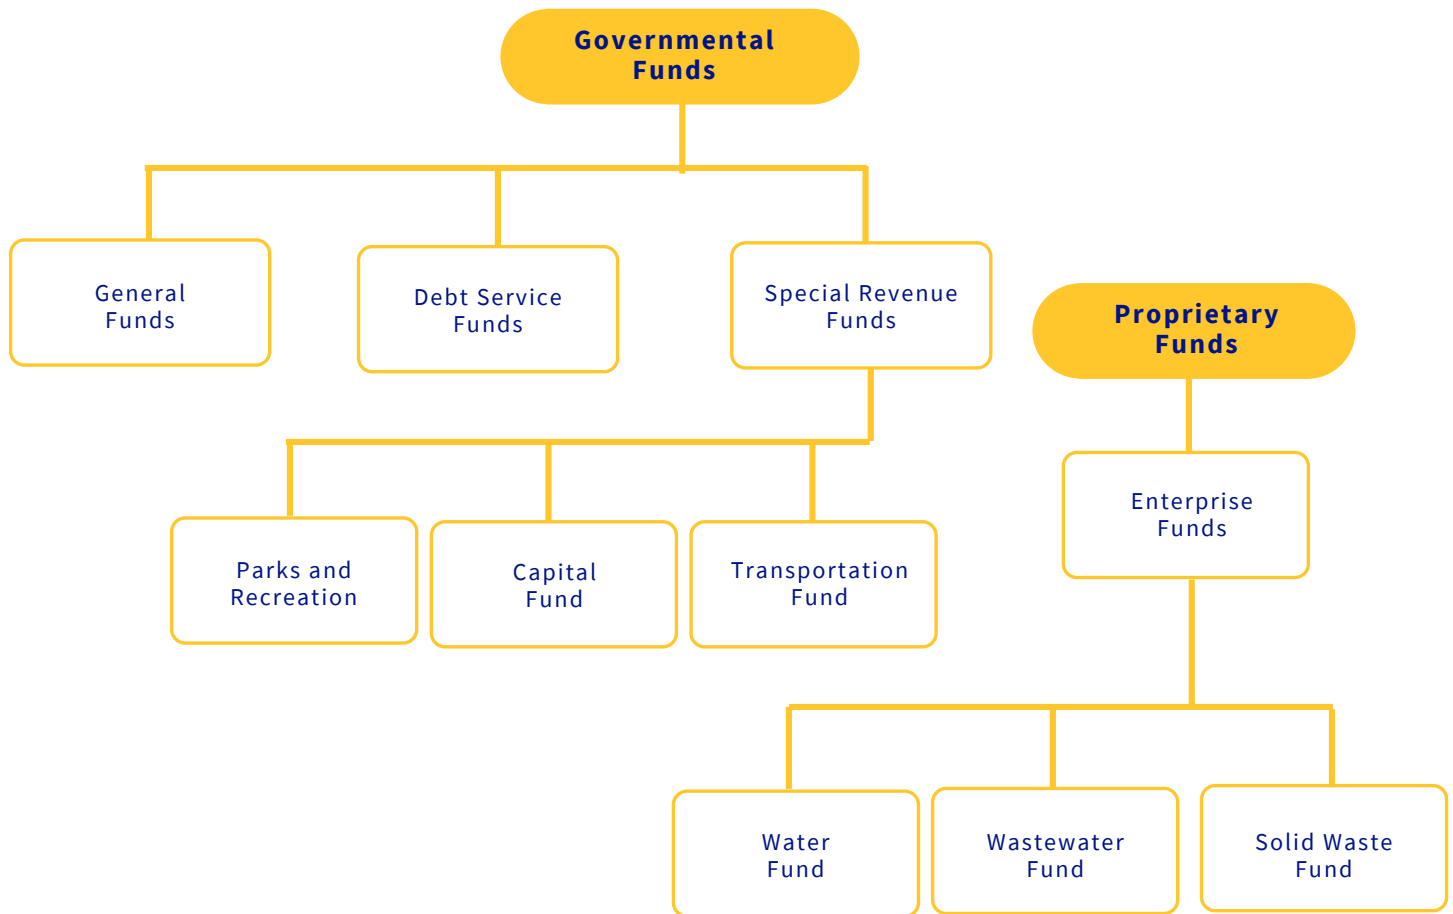 Governmental
Funds
General
Funds
Debt Service
Funds
Special Revenue
Funds
Proprietary
Funds
Parks and
Recreation
Capital
Fund
Transportation
Fund
Enterprise
Funds
Water
Fund
Wastewater
Fund
Solid Waste
Fund